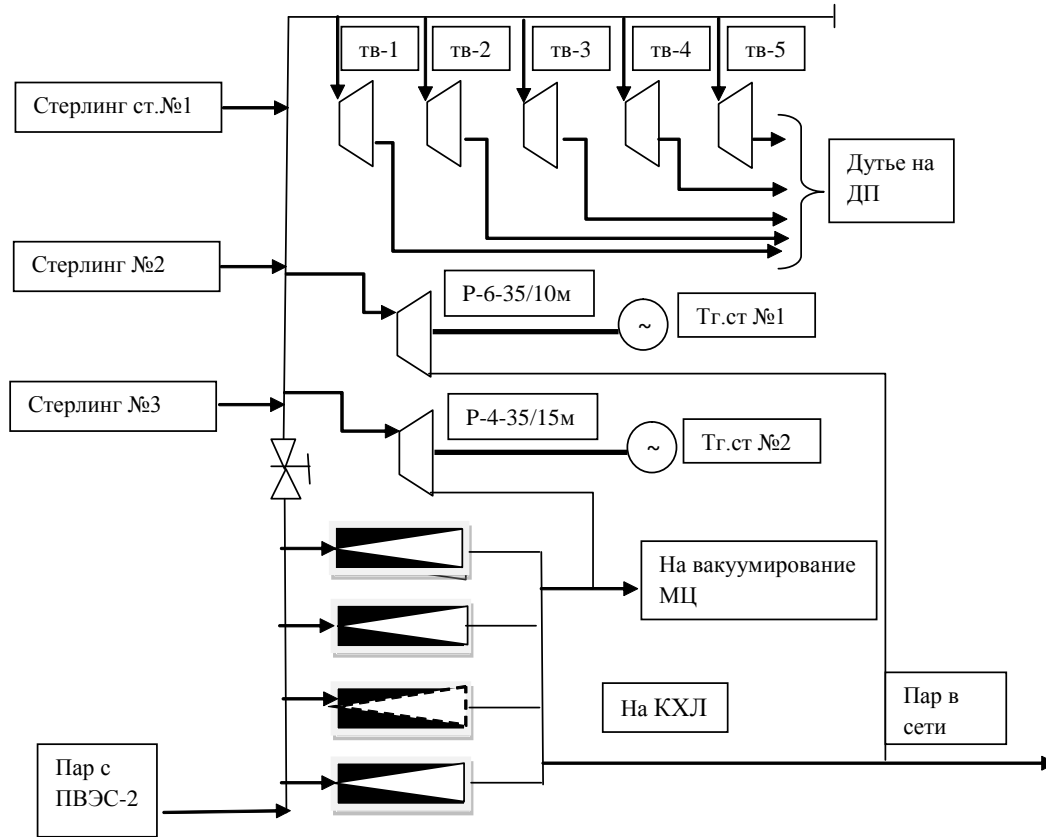 тв-1
тв-2
тв-3
тв-4
тв-5
Стерлинг ст.№1
Дутье на
ДП
Стерлинг №2
Р-6-35/10м
~
Тг.ст №1
Стерлинг №3
Р-4-35/15м
~
Тг.ст №2
На вакуумирование
МЦ
На КХЛ
Пар в
сети
Пар с
ПВЭС-2